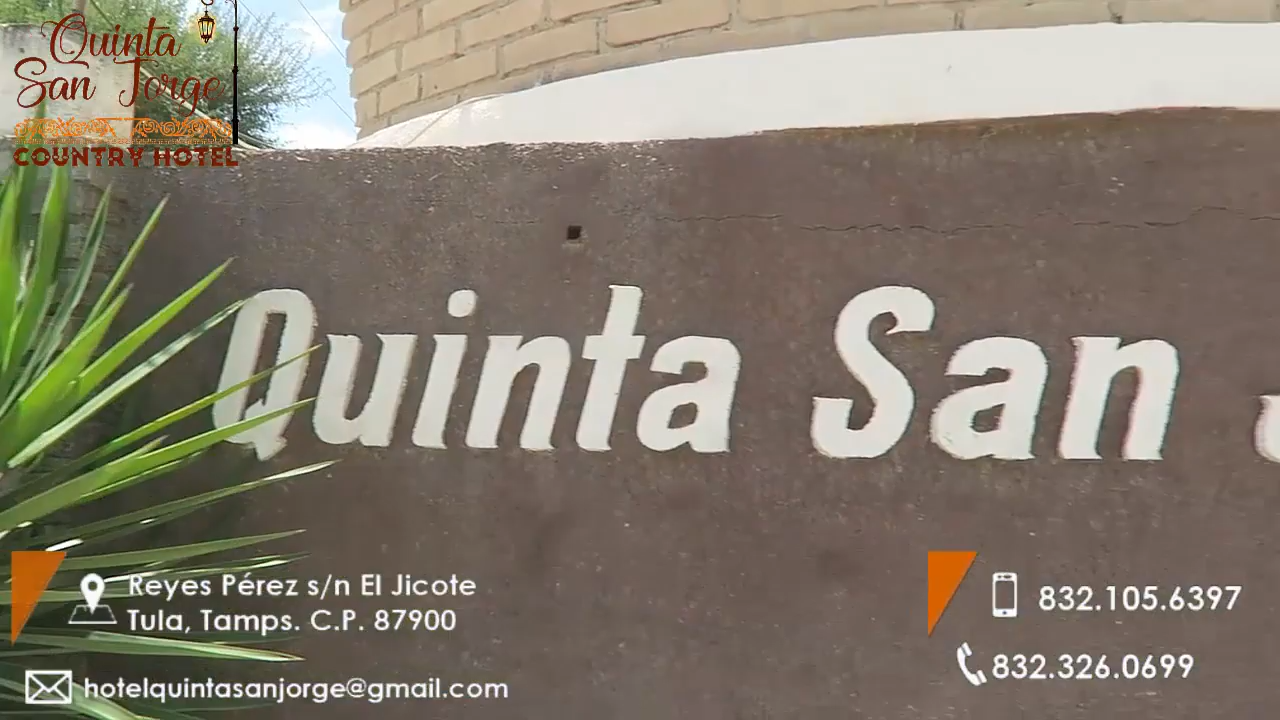 Quinta
San Jorge
COUNTRY HOTEL
Quinta San
Reyes Pérez s/n El Jicote
Tula, Tamps. C.P. 87900
hotelquintasanjorge@gmail.com
832.105.6397
832.326.0699